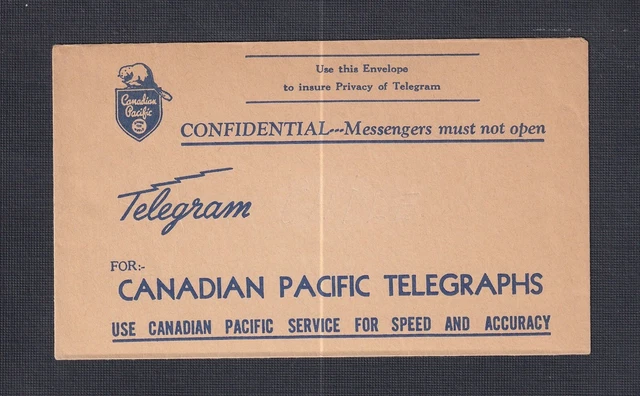 Canadian
Pacific
Use this Envelope
to insure Privacy of Telegram
CONFIDENTIAL---Messengers must not open
Telegram
FOR:-
CANADIAN PACIFIC TELEGRAPHS
USE CANADIAN PACIFIC SERVICE FOR SPEED AND ACCURACY